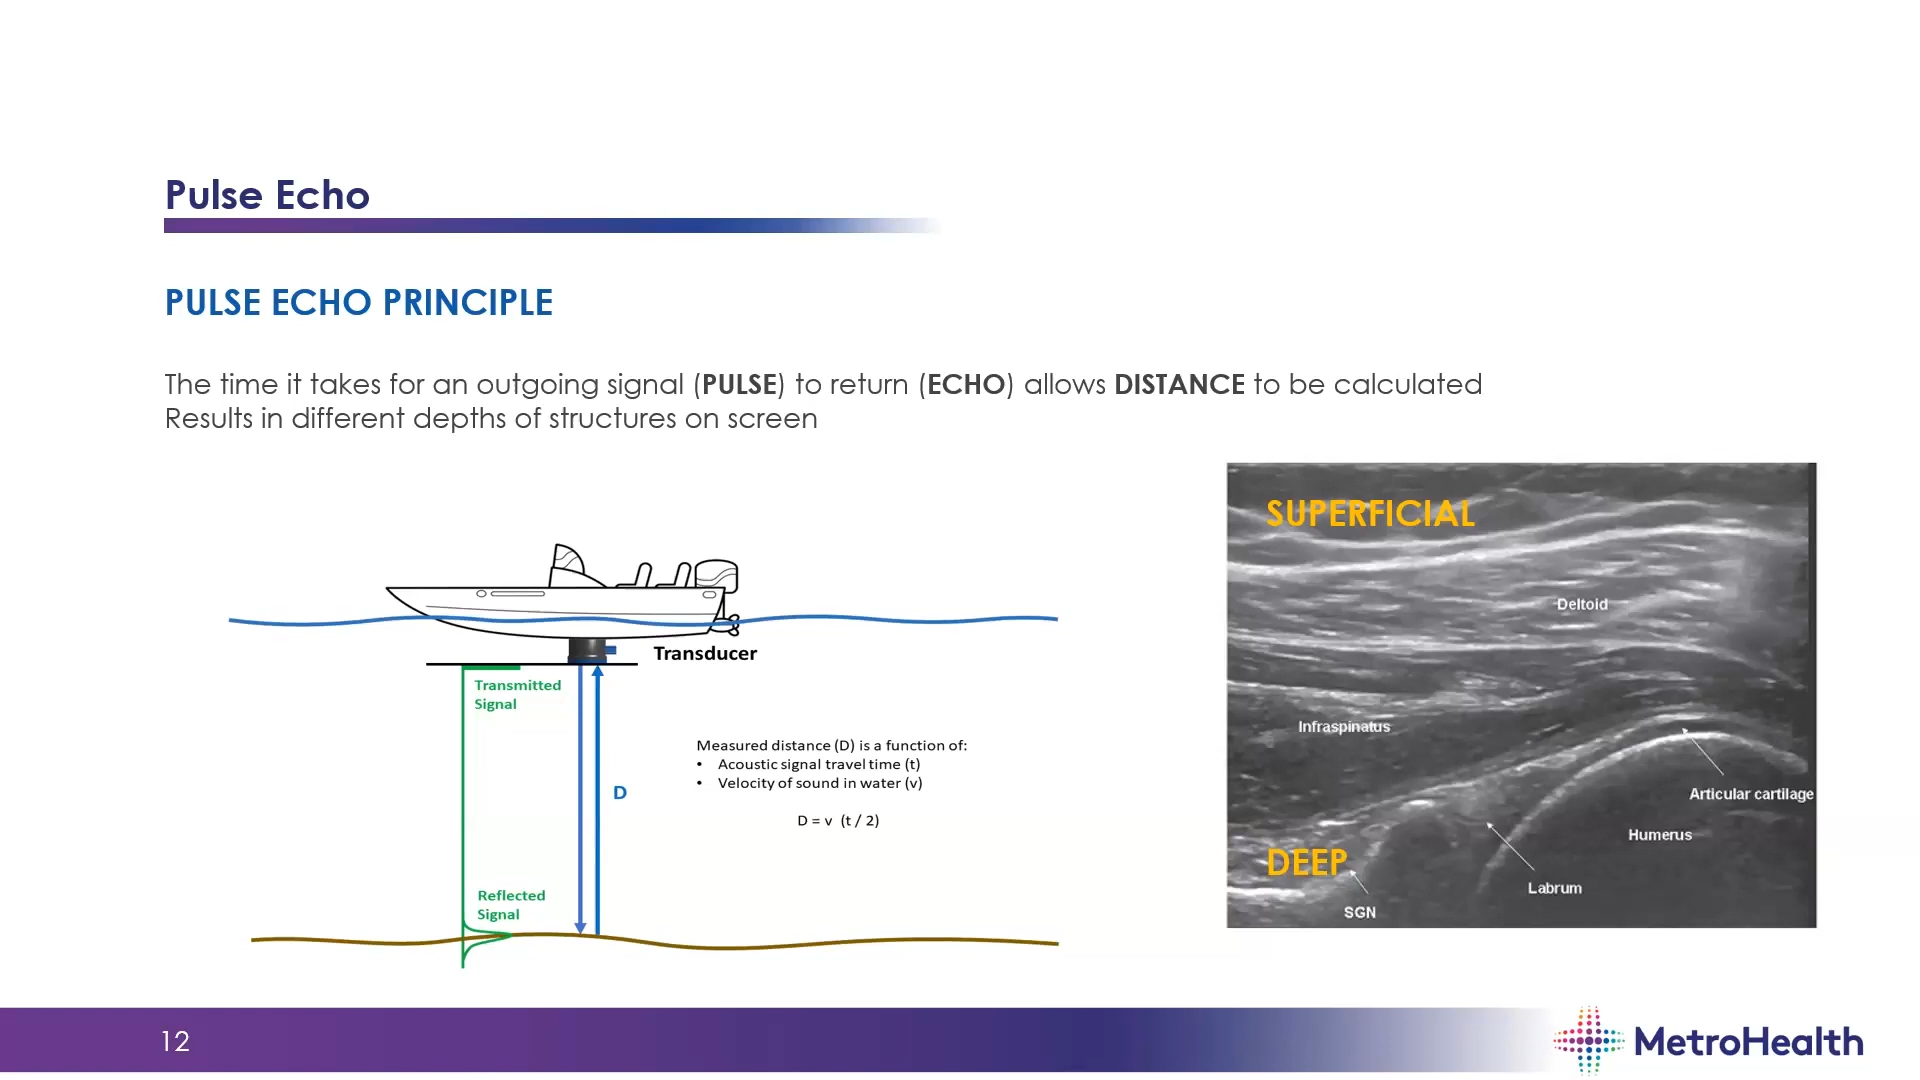 Pulse Echo
PULSE ECHO PRINCIPLE
The time it takes for an outgoing signal (PULSE) to return (ECHO) allows DISTANCE to be calculated
Results in different depths of structures on screen
Transducer
Transmitted
Signal
Measured distance (D) is a function of:
• Acoustic signal travel time (t)
• Velocity of sound in water (v)
D
D = v (t / 2)
Reflected
Signal
SUPERFICIAL
Deltoid
Infraspinatus
Articular cartilage
Humerus
DEEP
Labrum
SGN
12
MetroHealth